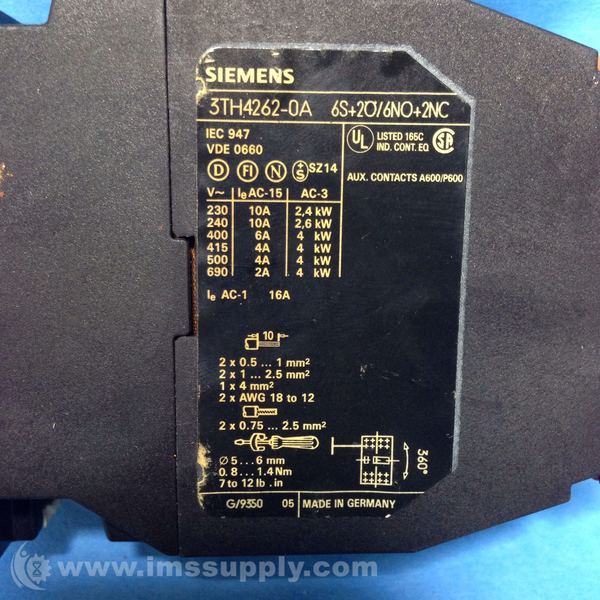 SIEMENS
3TH4262-0A 6S+2Ö/6NO+2NC
IEC 947
VDE 0660
UL LISTED 165C
IND. CONT. EQ.
D FI N +S SZ14
AUX. CONTACTS A600/P600
V~ Ie AC-15 AC-3
230 10A 2,4 kW
240 10A 2,6 kW
400 6A 4 kW
415 4A 4 kW
500 4A 4 kW
690 2A 4 kW
Ie AC-1 16A
10
2 x 0.5 ... 1 mm²
2 x 1 ... 2.5 mm²
1 x 4 mm²
2 x AWG 18 to 12
2 x 0.75 ... 2.5 mm²
360°
Ø 5 ... 6 mm
0.8 ... 1.4Nm
7 to 12 lb.in
G/9350 05 MADE IN GERMANY
© www.imssupply.com